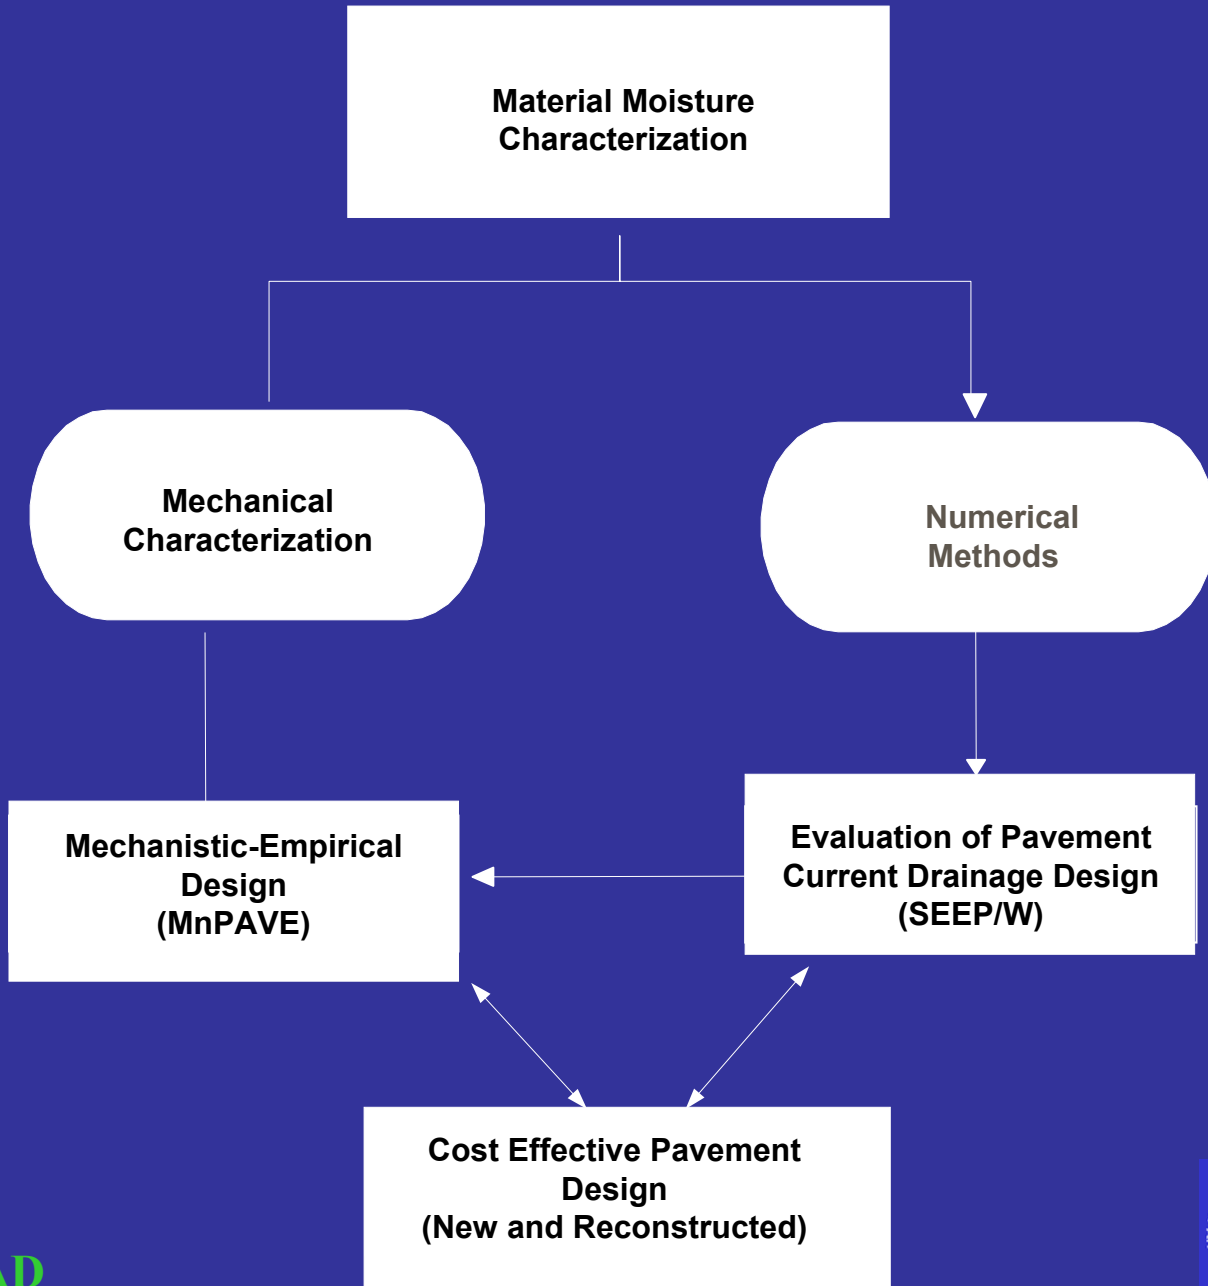 Material Moisture
Characterization
Mechanical
Characterization
Numerical
Methods
Mechanistic-Empirical
Design
(MnPAVE)
Evaluation of Pavement
Current Drainage Design
(SEEP/W)
Cost Effective Pavement
Design
(New and Reconstructed)